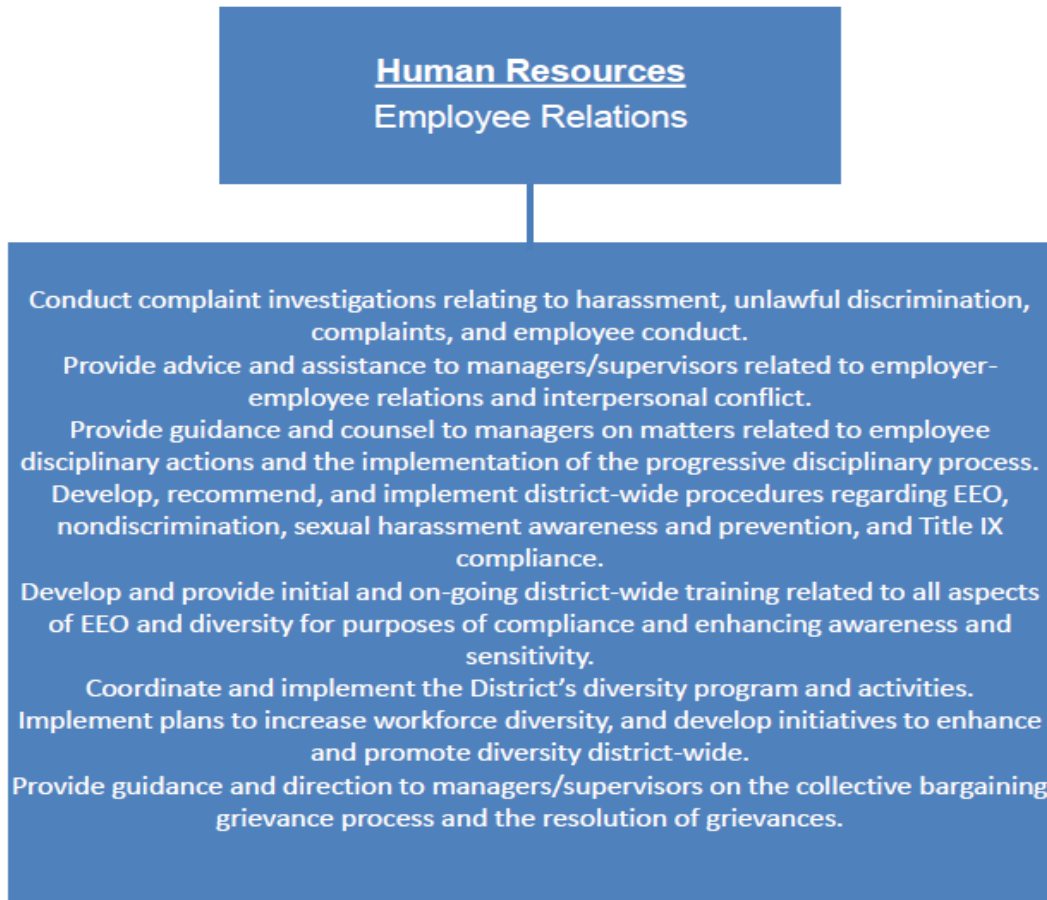 Human Resources
Employee Relations
Conduct complaint investigations relating to harassment, unlawful discrimination,
complaints, and employee conduct.
Provide advice and assistance to managers/supervisors related to employer-
employee relations and interpersonal conflict.
Provide guidance and counsel to managers on matters related to employee
disciplinary actions and the implementation of the progressive disciplinary process.
Develop, recommend, and implement district-wide procedures regarding EEO,
nondiscrimination, sexual harassment awareness and prevention, and Title IX
compliance.
Develop and provide initial and on-going district-wide training related to all aspects
of EEO and diversity for purposes of compliance and enhancing awareness and
sensitivity.
Coordinate and implement the District’s diversity program and activities.
Implement plans to increase workforce diversity, and develop initiatives to enhance
and promote diversity district-wide.
Provide guidance and direction to managers/supervisors on the collective bargaining
grievance process and the resolution of grievances.